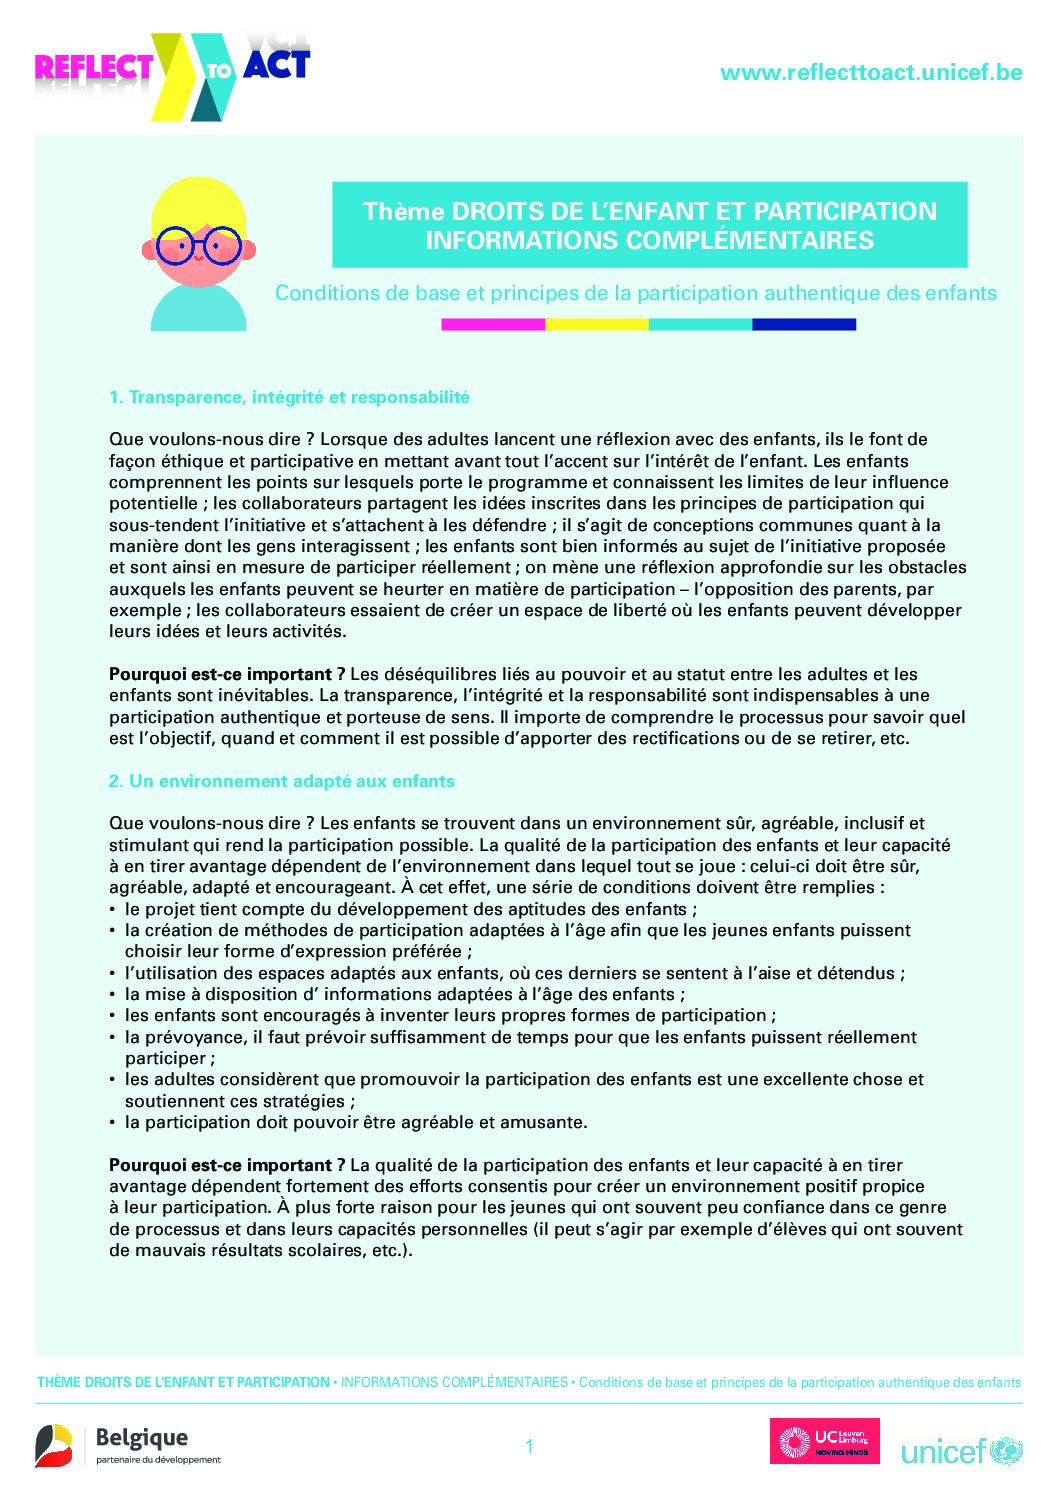 REFLECT TO ACT
www.reflecttoact.unicef.be
Thème DROITS DE L’ENFANT ET PARTICIPATION
INFORMATIONS COMPLÉMENTAIRES
Conditions de base et principes de la participation authentique des enfants
1. Transparence, intégrité et responsabilité
Que voulons-nous dire ? Lorsque des adultes lancent une réflexion avec des enfants, ils le font de
façon éthique et participative en mettant avant tout l’accent sur l’intérêt de l’enfant. Les enfants
comprennent les points sur lesquels porte le programme et connaissent les limites de leur influence
potentielle ; les collaborateurs partagent les idées inscrites dans les principes de participation qui
sous-tendent l’initiative et s’attachent à les défendre ; il s’agit de conceptions communes quant à la
manière dont les gens interagissent ; les enfants sont bien informés au sujet de l’initiative proposée
et sont ainsi en mesure de participer réellement ; on mène une réflexion approfondie sur les obstacles
auxquels les enfants peuvent se heurter en matière de participation – l’opposition des parents, par
exemple ; les collaborateurs essaient de créer un espace de liberté où les enfants peuvent développer
leurs idées et leurs activités.
Pourquoi est-ce important ? Les déséquilibres liés au pouvoir et au statut entre les adultes et les
enfants sont inévitables. La transparence, l’intégrité et la responsabilité sont indispensables à une
participation authentique et porteuse de sens. Il importe de comprendre le processus pour savoir quel
est l’objectif, quand et comment il est possible d’apporter des rectifications ou de se retirer, etc.
2. Un environnement adapté aux enfants
Que voulons-nous dire ? Les enfants se trouvent dans un environnement sûr, agréable, inclusif et
stimulant qui rend la participation possible. La qualité de la participation des enfants et leur capacité
à en tirer avantage dépendent de l’environnement dans lequel tout se joue : celui-ci doit être sûr,
agréable, adapté et encourageant. À cet effet, une série de conditions doivent être remplies :
• le projet tient compte du développement des aptitudes des enfants ;
• la création de méthodes de participation adaptées à l’âge afin que les jeunes enfants puissent
choisir leur forme d’expression préférée ;
• l’utilisation des espaces adaptés aux enfants, où ces derniers se sentent à l’aise et détendus ;
• la mise à disposition d’ informations adaptées à l’âge des enfants ;
• les enfants sont encouragés à inventer leurs propres formes de participation ;
• la prévoyance, il faut prévoir suffisamment de temps pour que les enfants puissent réellement
participer ;
• les adultes considèrent que promouvoir la participation des enfants est une excellente chose et
soutiennent ces stratégies ;
• la participation doit pouvoir être agréable et amusante.
Pourquoi est-ce important ? La qualité de la participation des enfants et leur capacité à en tirer
avantage dépendent fortement des efforts consentis pour créer un environnement positif propice
à leur participation. À plus forte raison pour les jeunes qui ont souvent peu confiance dans ce genre
de processus et dans leurs capacités personnelles (il peut s’agir par exemple d’élèves qui ont souvent
de mauvais résultats scolaires, etc.).
THÈME DROITS DE L’ENFANT ET PARTICIPATION • INFORMATIONS COMPLÉMENTAIRES • Conditions de base et principes de la participation authentique des enfants
Belgique
partenaire du développement
1
UC Leuven
Limburg
MOVING MINDS
unicef